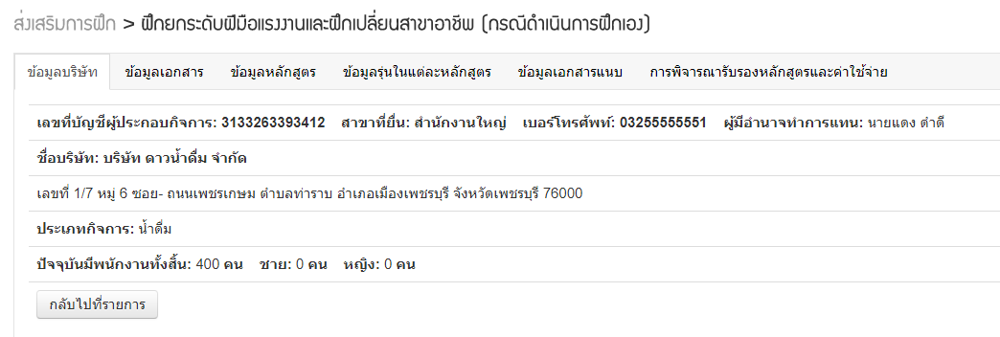 ส่งเสริมการฝึก > ฝึกยกระดับฝีมือแรงงานและฝึกเปลี่ยนสาขาอาชีพ (กรณีดำเนินการฝึกเอง)
ข้อมูลบริษัท ข้อมูลเอกสาร ข้อมูลหลักสูตร ข้อมูลรุ่นในแต่ละหลักสูตร ข้อมูลเอกสารแนบ การพิจารณารับรองหลักสูตรและค่าใช้จ่าย
เลขที่บัญชีผู้ประกอบกิจการ: 3133263393412 สาขาที่ยื่น: สำนักงานใหญ่ เบอร์โทรศัพท์: 03255555551 ผู้มีอำนาจทำการแทน: นายแดง ดำดี
ชื่อบริษัท: บริษัท ดาวน้ำดื่ม จำกัด
เลขที่ 1/7 หมู่ 6 ซอย- ถนนเพชรเกษม ตำบลท่าราบ อำเภอเมืองเพชรบุรี จังหวัดเพชรบุรี 76000
ประเภทกิจการ: น้ำดื่ม
ปัจจุบันมีพนักงานทั้งสิ้น: 400 คน ชาย: 0 คน หญิง: 0 คน
กลับไปที่รายการ